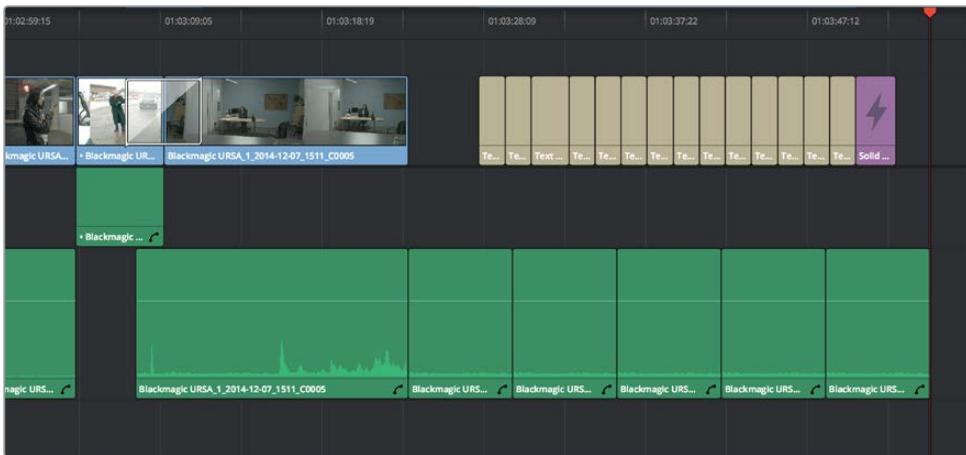 01:02:59:15 01:03:09:05 01:03:18:19 01:03:28:09 01:03:37:22 01:03:47:12
kmagic URSA... • Blackmagic UR... Blackmagic URSA_1_2014-12-07_1511_C0005 Te... Te... Text ... Te... Te... Te... Te... Te... Te... Te... Te... Te... Te... Te... Solid ...
• Blackmagic ...
nagic URS... Blackmagic URSA_1_2014-12-07_1511_C0005 Blackmagic URS... Blackmagic URS... Blackmagic URS... Blackmagic URS... Blackmagic URS...